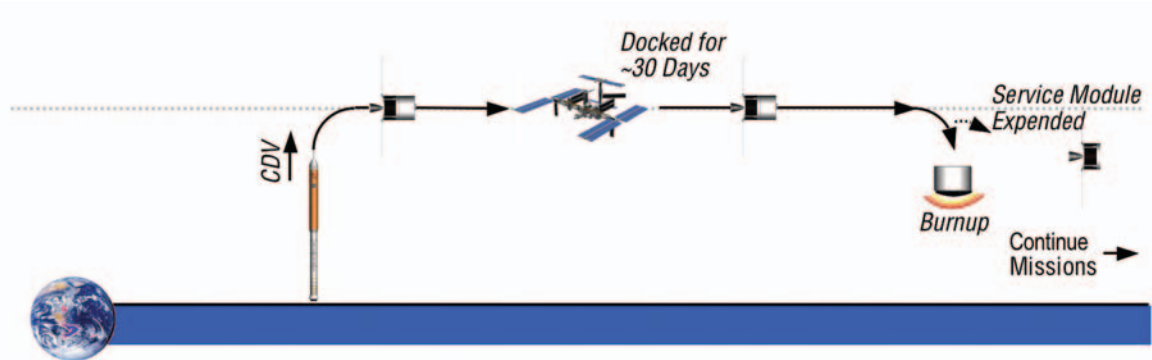 CDV
Docked for
~30 Days
Service Module
Expended
Burnup
Continue
Missions